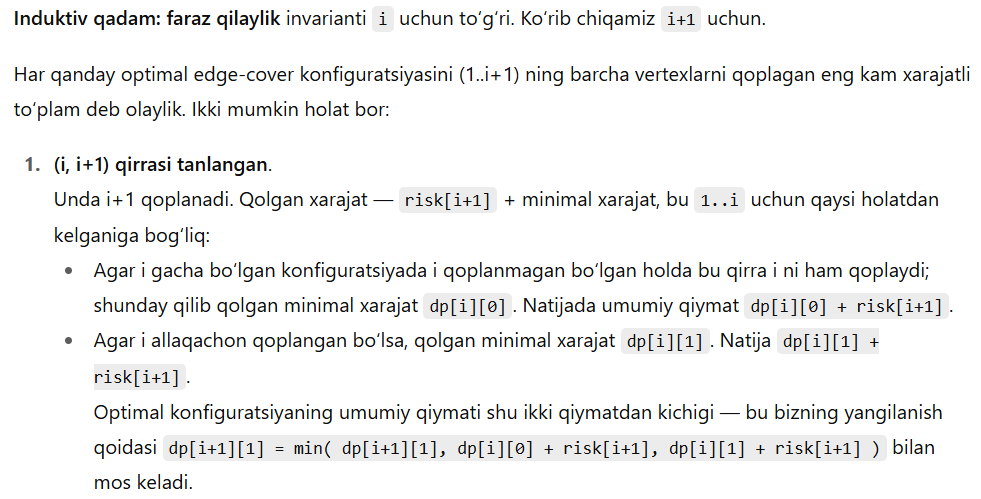 Induktiv qadam: faraz qilaylik invarianti i uchun to‘g‘ri. Ko‘rib chiqamiz i+1 uchun.
Har qanday optimal edge-cover konfiguratsiyasini (1..i+1) ning barcha vertexlarni qoplagan eng kam xarajatli
to‘plam deb olaylik. Ikki mumkin holat bor:
1. (i, i+1) qirrasi tanlangan.
Unda i+1 qoplanadi. Qolgan xarajat — risk[i+1] + minimal xarajat, bu 1..i uchun qaysi holatdan
kelganiga bog‘liq:
• Agar i gacha bo‘lgan konfiguratsiyada i qoplanmagan bo‘lgan holda bu qirra i ni ham qoplaydi;
shunday qilib qolgan minimal xarajat dp[i][0]. Natijada umumiy qiymat dp[i][0] + risk[i+1].
• Agar i allaqachon qoplangan bo‘lsa, qolgan minimal xarajat dp[i][1]. Natija dp[i][1] +
risk[i+1].
Optimal konfiguratsiyaning umumiy qiymati shu ikki qiymatdan kichigi — bu bizning yangilanish
qoidasi dp[i+1][1] = min( dp[i+1][1], dp[i][0] + risk[i+1], dp[i][1] + risk[i+1] ) bilan
mos keladi.